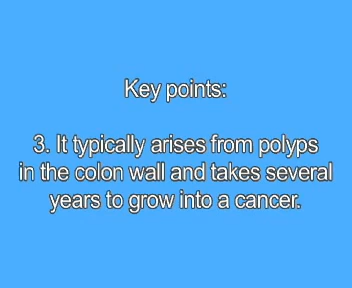 Key points:
3. It typically arises from polyps
in the colon wall and takes several
years to grow into a cancer.